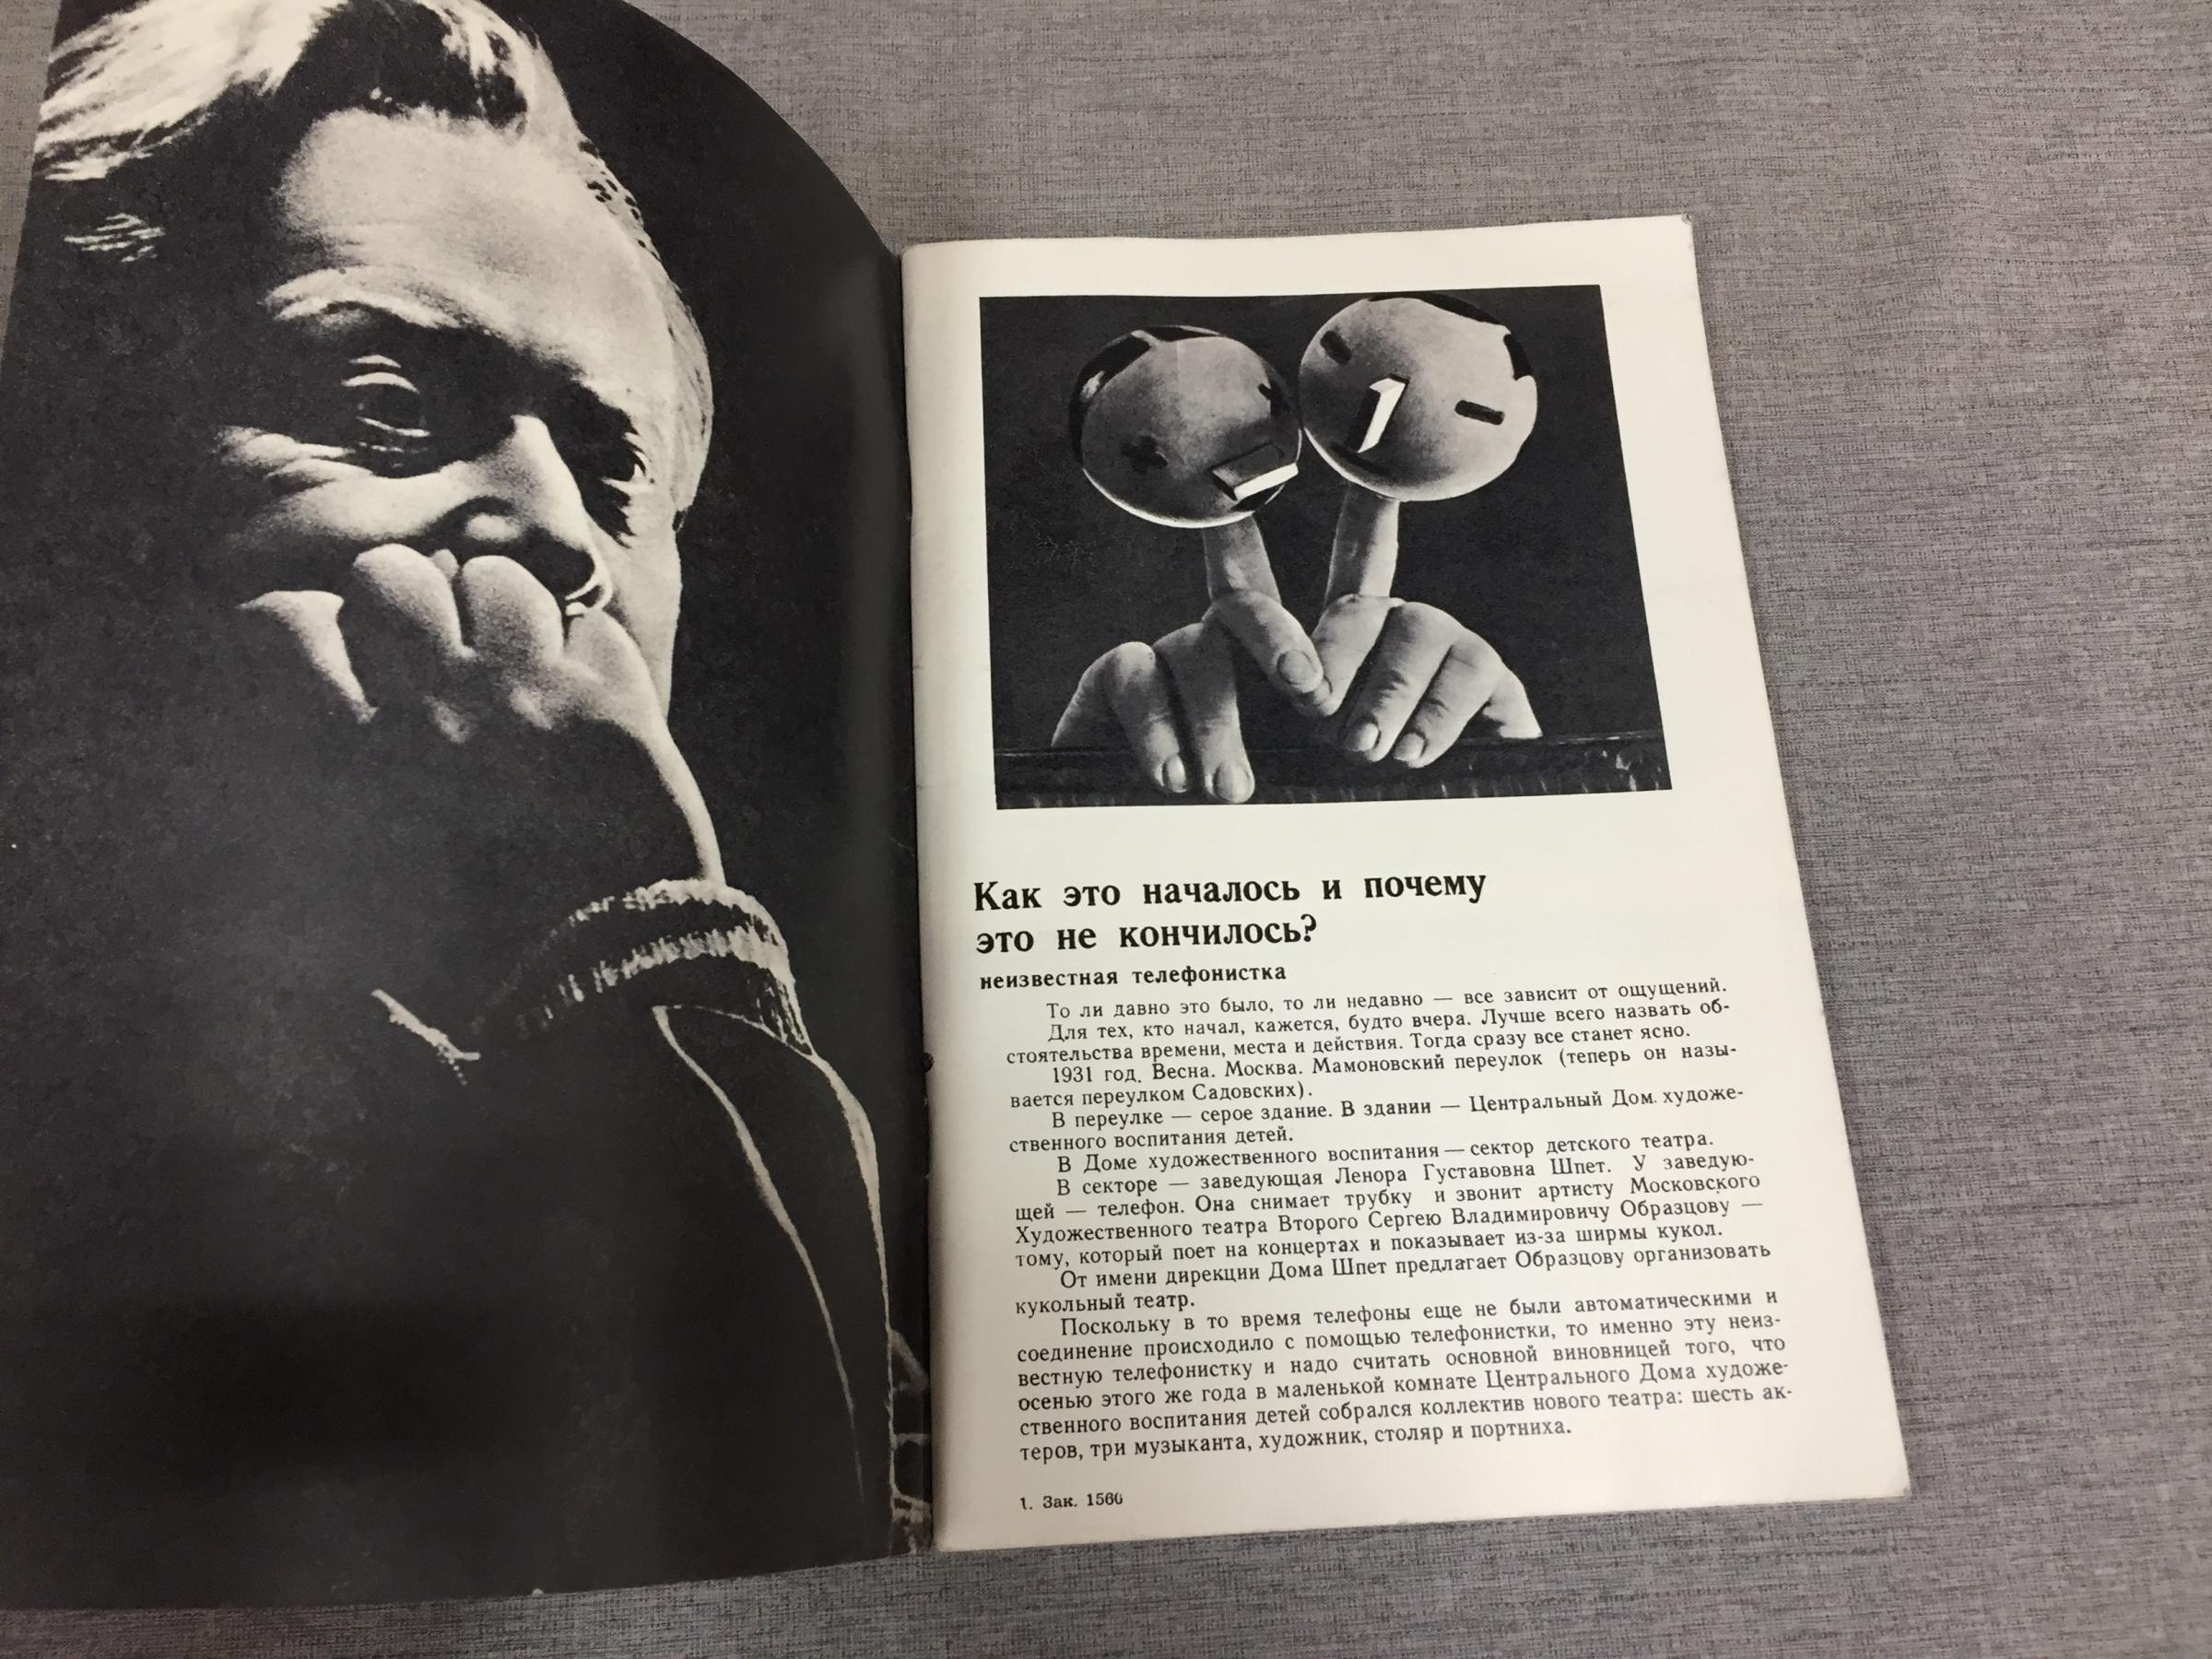 Как это началось и почему
это не кончилось?
неизвестная телефонистка
То ли давно это было, то ли недавно — все зависит от ощущений.
Для тех, кто начал, кажется, будто вчера. Лучше всего назвать об-
стоятельства времени, места и действия. Тогда сразу все станет ясно.
1931 год. Весна. Москва. Мамоновский переулок (теперь он назы-
вается переулком Садовских).
В переулке — серое здание. В здании — Центральный Дом художе-
ственного воспитания детей.
В Доме художественного воспитания — сектор детского театра.
В секторе — заведующая Ленора Густавовна Шпет. У заведую-
щей — телефон. Она снимает трубку и звонит артисту Московского
Художественного театра Второго Сергею Владимировичу Образцову —
тому, который поет на концертах и показывает из-за ширмы кукол.
От имени дирекции Дома Шпет предлагает Образцову организовать
кукольный театр.
Поскольку в то время телефоны еще не были автоматическими и
соединение происходило с помощью телефонистки, то именно эту неиз-
вестную телефонистку и надо считать основной виновницей того, что
осенью этого же года в маленькой комнате Центрального Дома художе-
ственного воспитания детей собрался коллектив нового театра: шесть ак-
теров, три музыканта, художник, столяр и портниха.
1. Зак. 1560